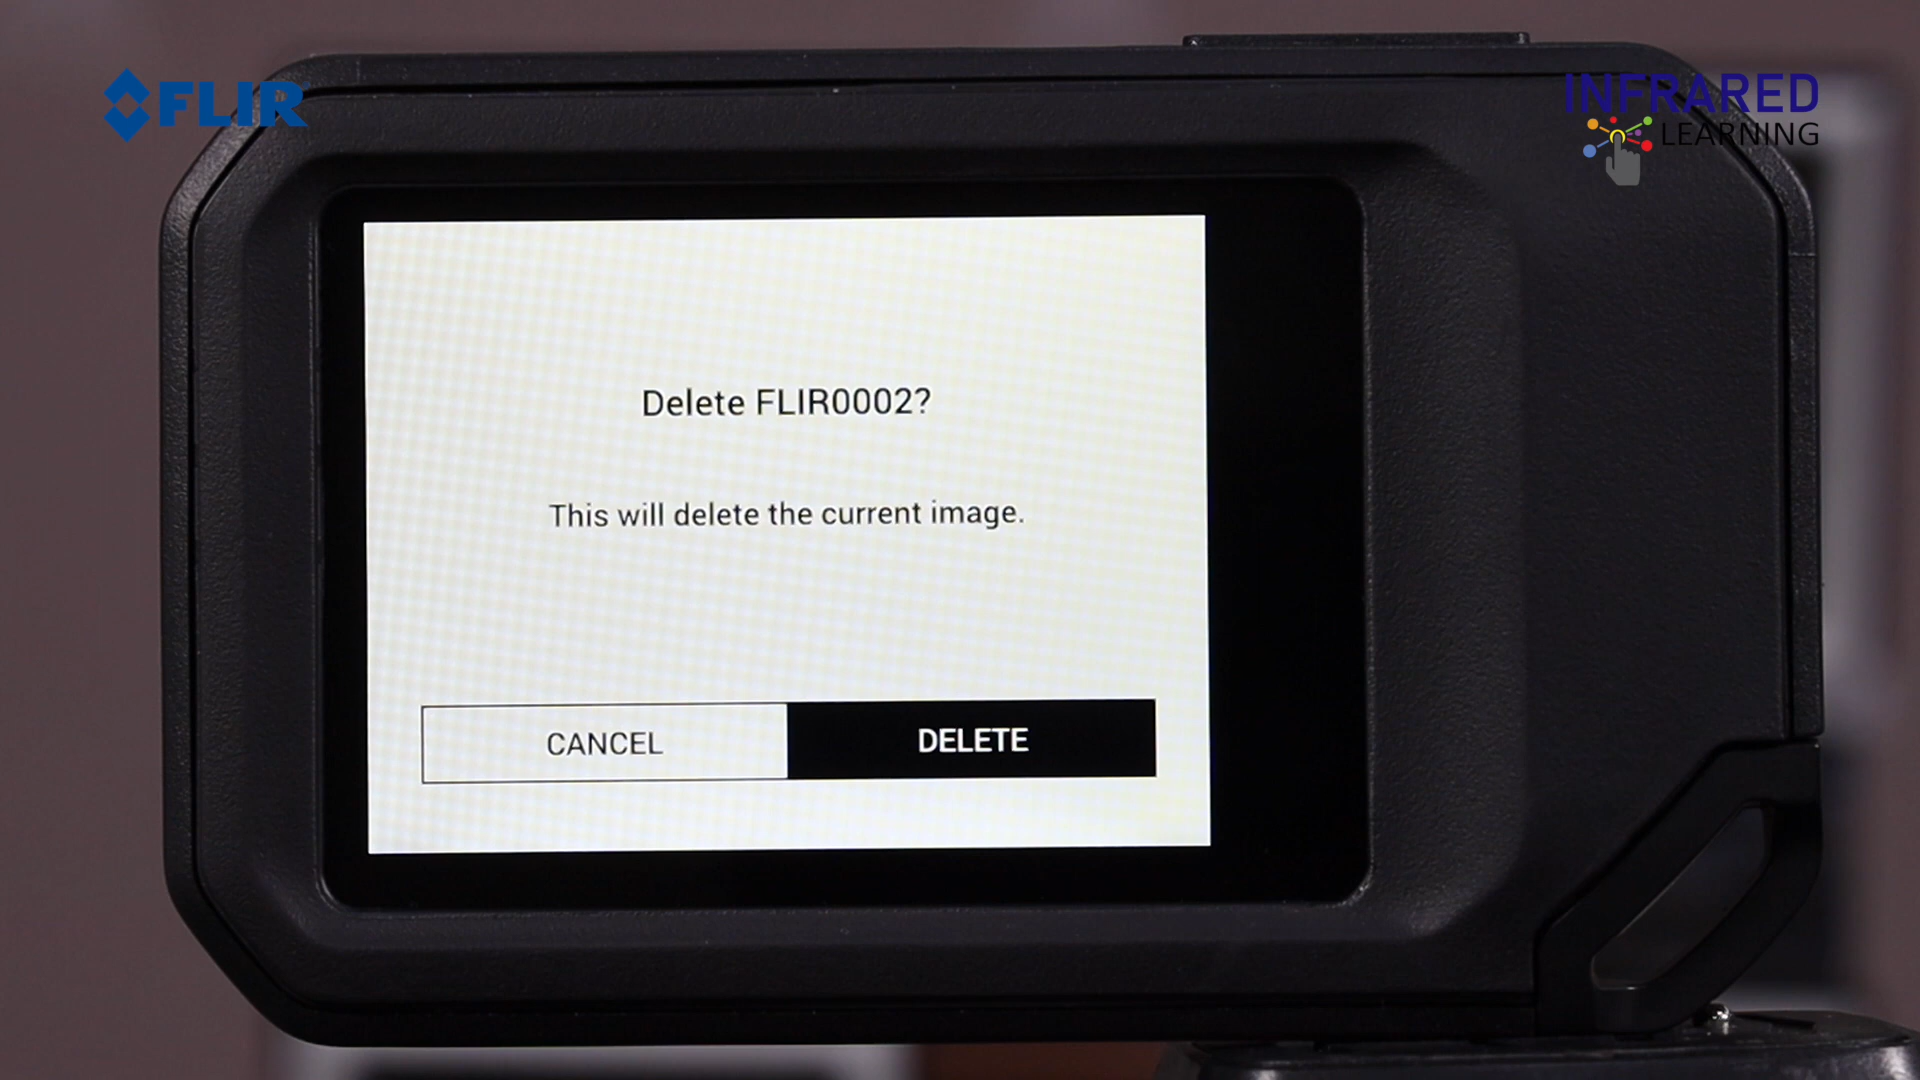 FLIR
INFRARED
LEARNING
Delete FLIR0002?
This will delete the current image.
CANCEL
DELETE